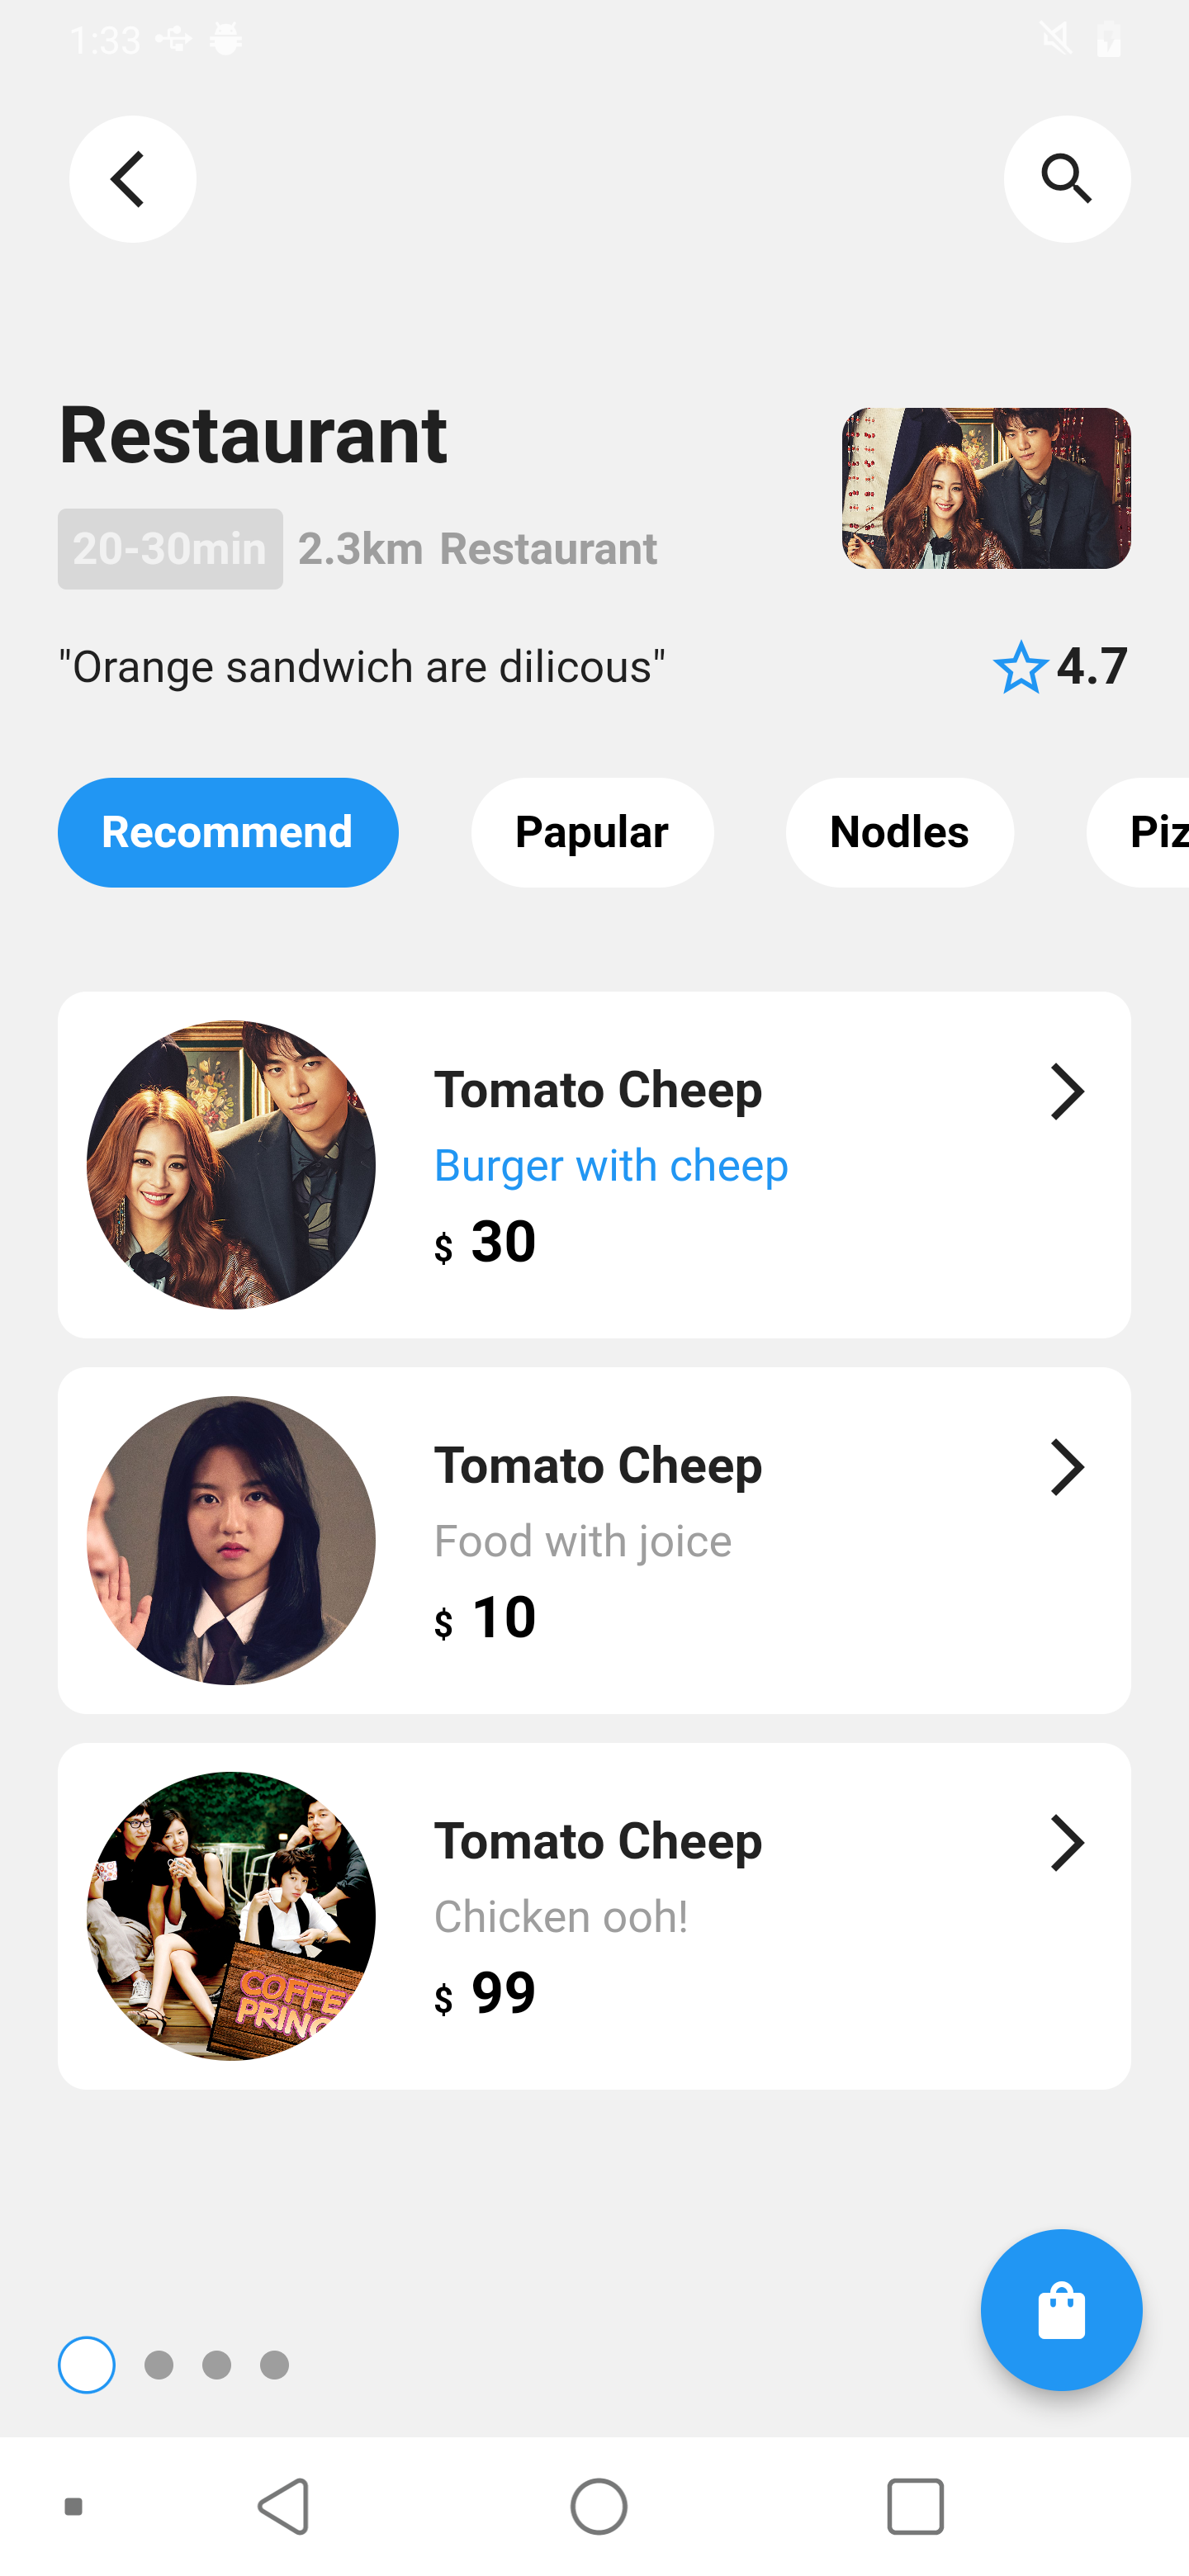 1:33
Restaurant
20-30min 2.3km Restaurant
"Orange sandwich are dilicous" 4.7
Recommend Papular Nodles Piz
Tomato Cheep
Burger with cheep
$ 30
Tomato Cheep
Food with joice
$ 10
Tomato Cheep
Chicken ooh!
$ 99
COFFE
PRINC